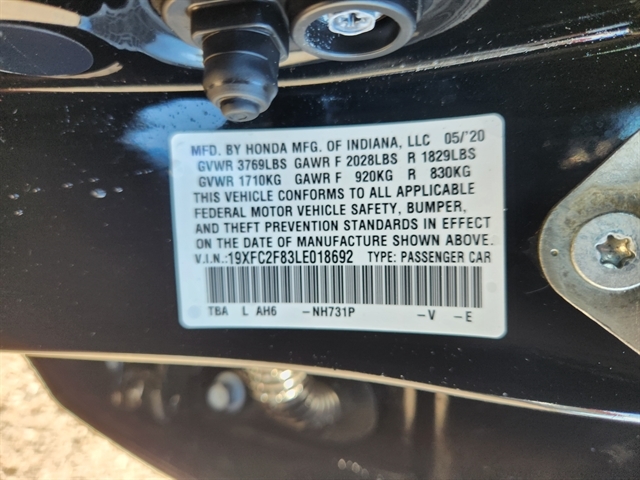 MFD. BY HONDA MFG. OF INDIANA, LLC 05/'20
GVWR 3769LBS GAWR F 2028LBS R 1829LBS
GVWR 1710KG GAWR F 920KG R 830KG
THIS VEHICLE CONFORMS TO ALL APPLICABLE
FEDERAL MOTOR VEHICLE SAFETY, BUMPER,
AND THEFT PREVENTION STANDARDS IN EFFECT
ON THE DATE OF MANUFACTURE SHOWN ABOVE.
V.I.N.:19XFC2F83LE018692 TYPE: PASSENGER CAR
TBA L AH6 -NH731P -V -E